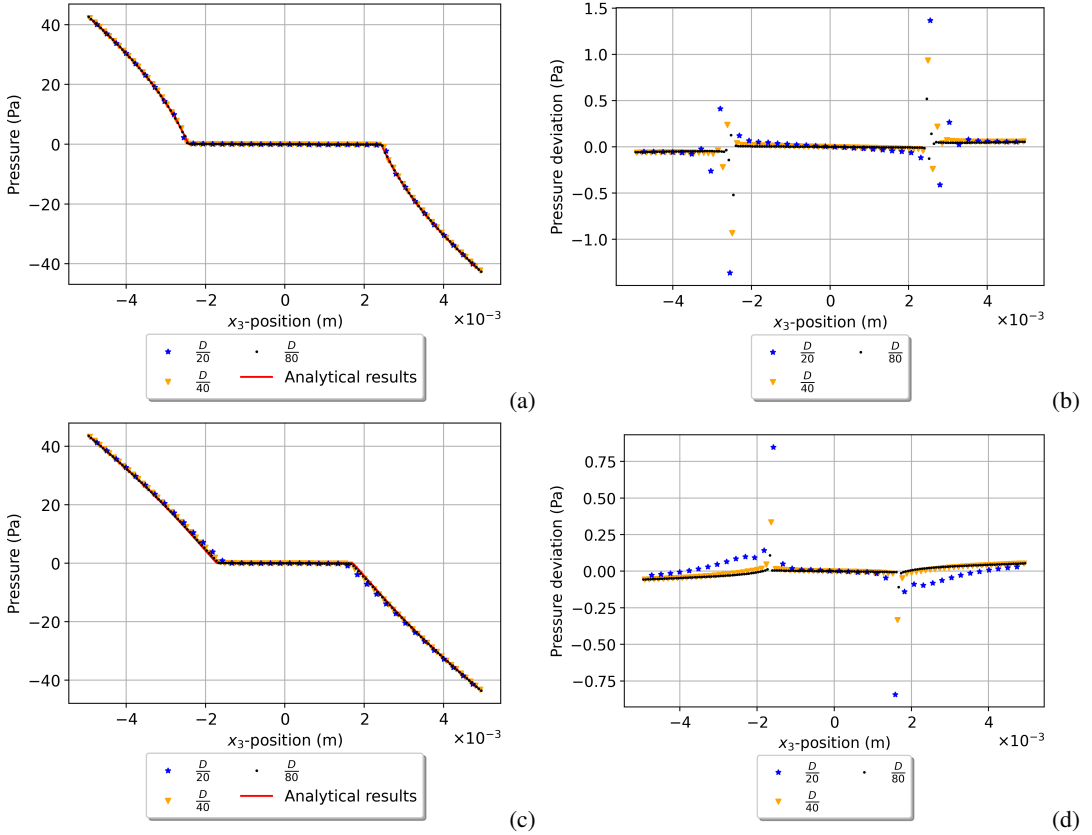 40
20
0
−20
−40
Pressure (Pa)
−4 −2 0 2 4
×10⁻³
x₃-position (m)
D/20 D/80
D/40 Analytical results
(a)
1.5
1.0
0.5
0.0
−0.5
−1.0
Pressure deviation (Pa)
−4 −2 0 2 4
×10⁻³
x₃-position (m)
D/20 D/80
D/40
(b)
40
20
0
−20
−40
Pressure (Pa)
−4 −2 0 2 4
×10⁻³
x₃-position (m)
D/20 D/80
D/40 Analytical results
(c)
0.75
0.50
0.25
0.00
−0.25
−0.50
−0.75
Pressure deviation (Pa)
−4 −2 0 2 4
×10⁻³
x₃-position (m)
D/20 D/80
D/40
(d)